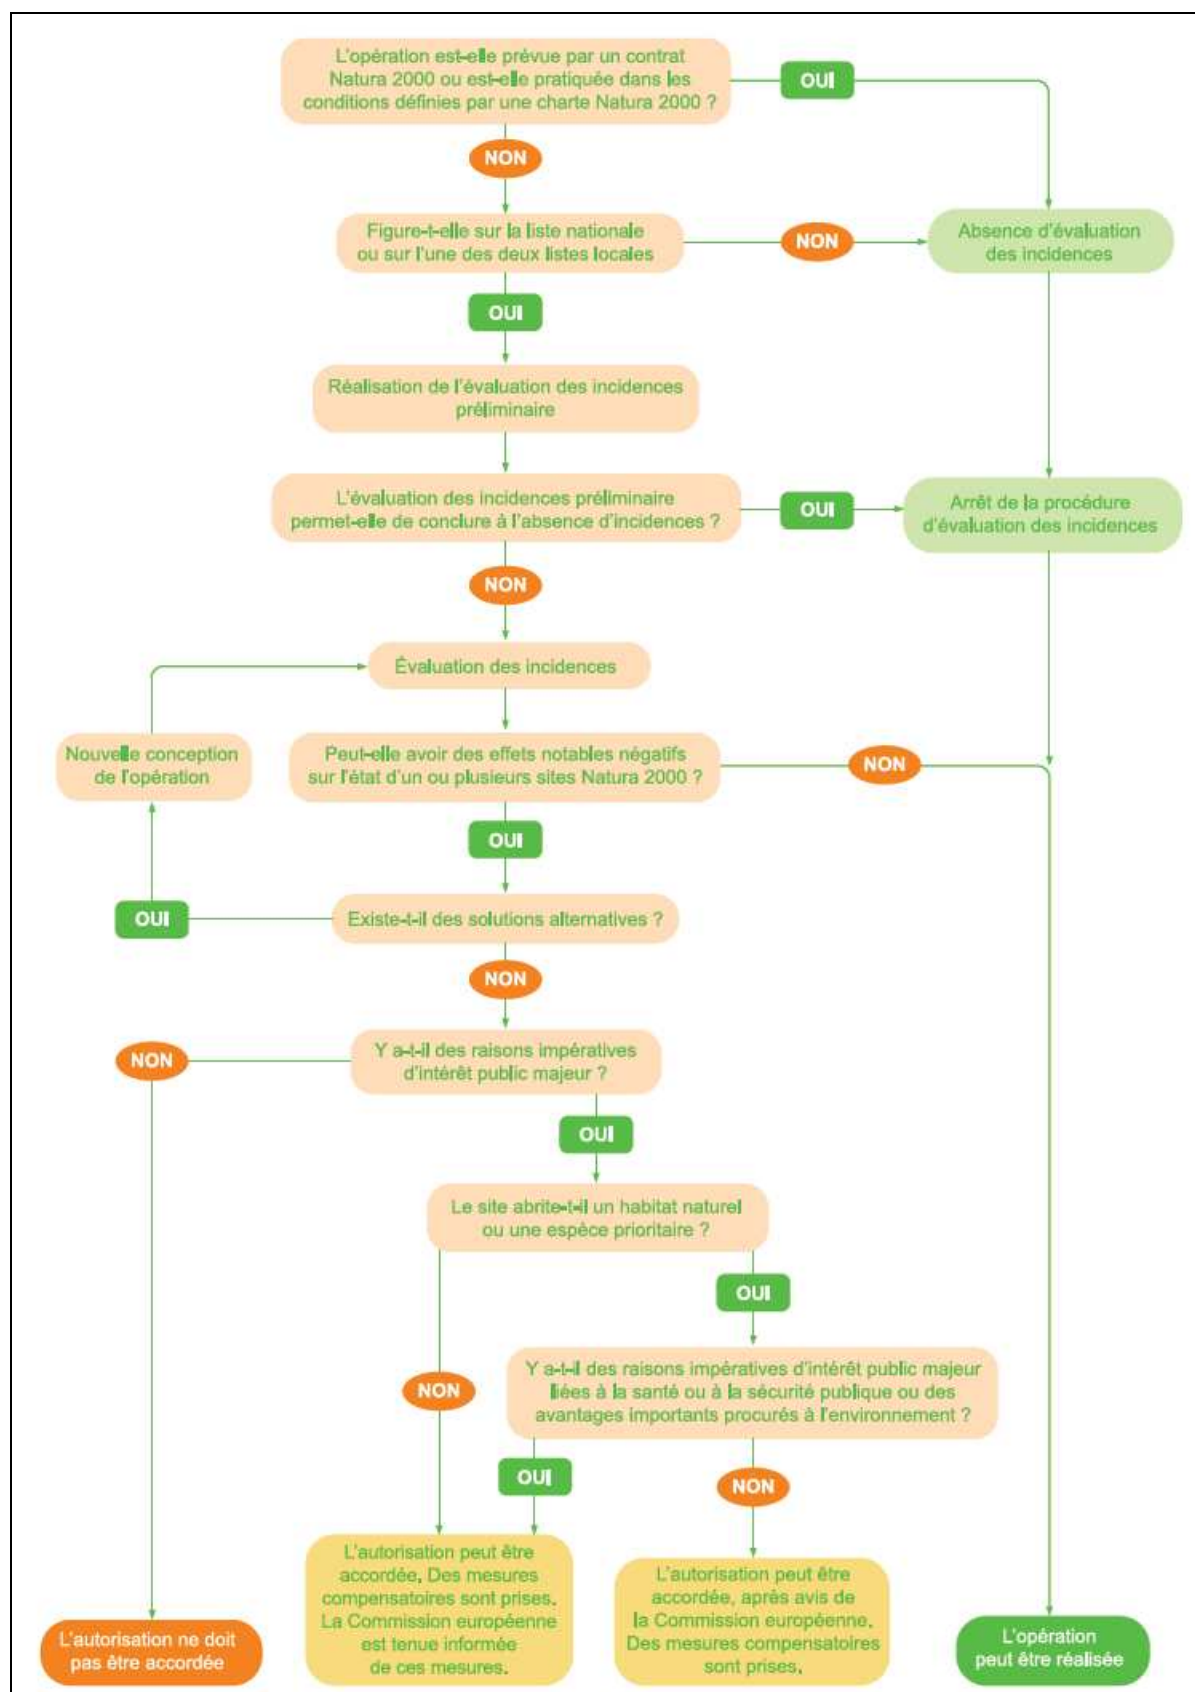 L'opération est-elle prévue par un contrat
Natura 2000 ou est-elle pratiquée dans les
conditions définies par une charte Natura 2000 ?
OUI
NON
Figure-t-elle sur la liste nationale
ou sur l'une des deux listes locales
NON
Absence d'évaluation
des incidences
OUI
Réalisation de l'évaluation des incidences
préliminaire
L'évaluation des incidences préliminaire
permet-elle de conclure à l'absence d'incidences ?
OUI
Arrêt de la procédure
d'évaluation des incidences
NON
Évaluation des incidences
Nouvelle conception
de l'opération
Peut-elle avoir des effets notables négatifs
sur l'état d'un ou plusieurs sites Natura 2000 ?
NON
OUI
OUI
Existe-t-il des solutions alternatives ?
NON
NON
Y a-t-il des raisons impératives
d'intérêt public majeur ?
OUI
Le site abrite-t-il un habitat naturel
ou une espèce prioritaire ?
OUI
NON
Y a-t-il des raisons impératives d'intérêt public majeur
liées à la santé ou à la sécurité publique ou des
avantages importants procurés à l'environnement ?
OUI
NON
L'autorisation ne doit
pas être accordée
L'autorisation peut être
accordée. Des mesures
compensatoires sont prises.
La Commission européenne
est tenue informée
de ces mesures.
L'autorisation peut être
accordée, après avis de
la Commission européenne.
Des mesures compensatoires
sont prises.
L'opération
peut être réalisée